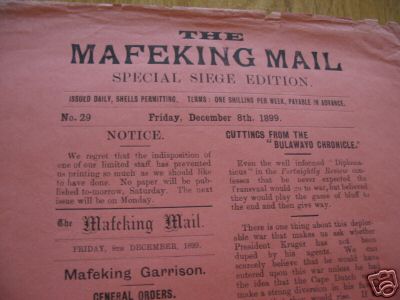 THE
MAFEKING MAIL
SPECIAL SIEGE EDITION.
ISSUED DAILY, SHELLS PERMITTING. TERMS: ONE SHILLING PER WEEK, PAYABLE IN ADVANCE.
No. 29 Friday, December 8th, 1899.
NOTICE.
We regret that the indisposition of
one of our limited staff has prevented
us printing so much as we should like
to have done. No paper will be pub-
lished to-morrow, Saturday. The next
issue will be on Monday.
The Mafeking Mail.
FRIDAY, 8TH DECEMBER, 1899.
Mafeking Garrison.
GENERAL ORDERS.
CUTTINGS FROM THE
"BULAWAYO CHRONICLE."
Even the well informed "Diploma-
ticus" in the Fortnightly Review con-
fesses that he never expected the
Transvaal would go to war, but believed
they would play the game of bluff to
the end and then give way.
There is one thing about this deplor-
able war that makes us ask whether
President Kruger has not been
duped by his agents. We can
scarcely believe that he would have
entered upon this war unless he had
the idea that the Cape Dutch would
make a strong diversion in his favour